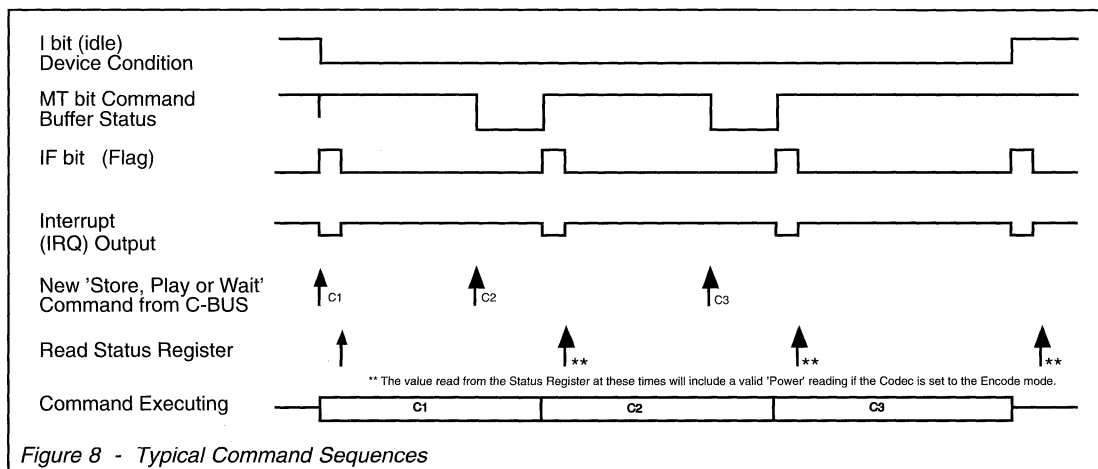 I bit (idle)
Device Condition
MT bit Command
Buffer Status
IF bit (Flag)
Interrupt
(IRQ) Output
New 'Store, Play or Wait'
Command from C-BUS
C1
C2
C3
Read Status Register
**
**
**
** The value read from the Status Register at these times will include a valid 'Power' reading if the Codec is set to the Encode mode.
Command Executing
C1
C2
C3
Figure 8 - Typical Command Sequences